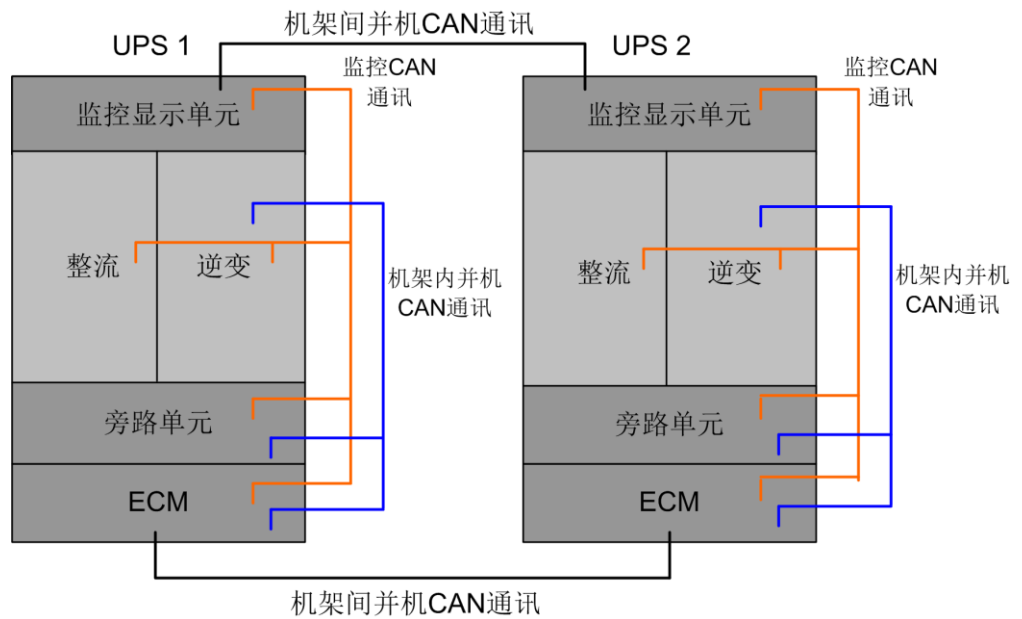 机架间并机CAN通讯
UPS 1
UPS 2
监控CAN
通讯
监控CAN
通讯
监控显示单元
监控显示单元
整流
逆变
机架内并机
CAN通讯
整流
逆变
机架内并机
CAN通讯
旁路单元
旁路单元
ECM
ECM
机架间并机CAN通讯